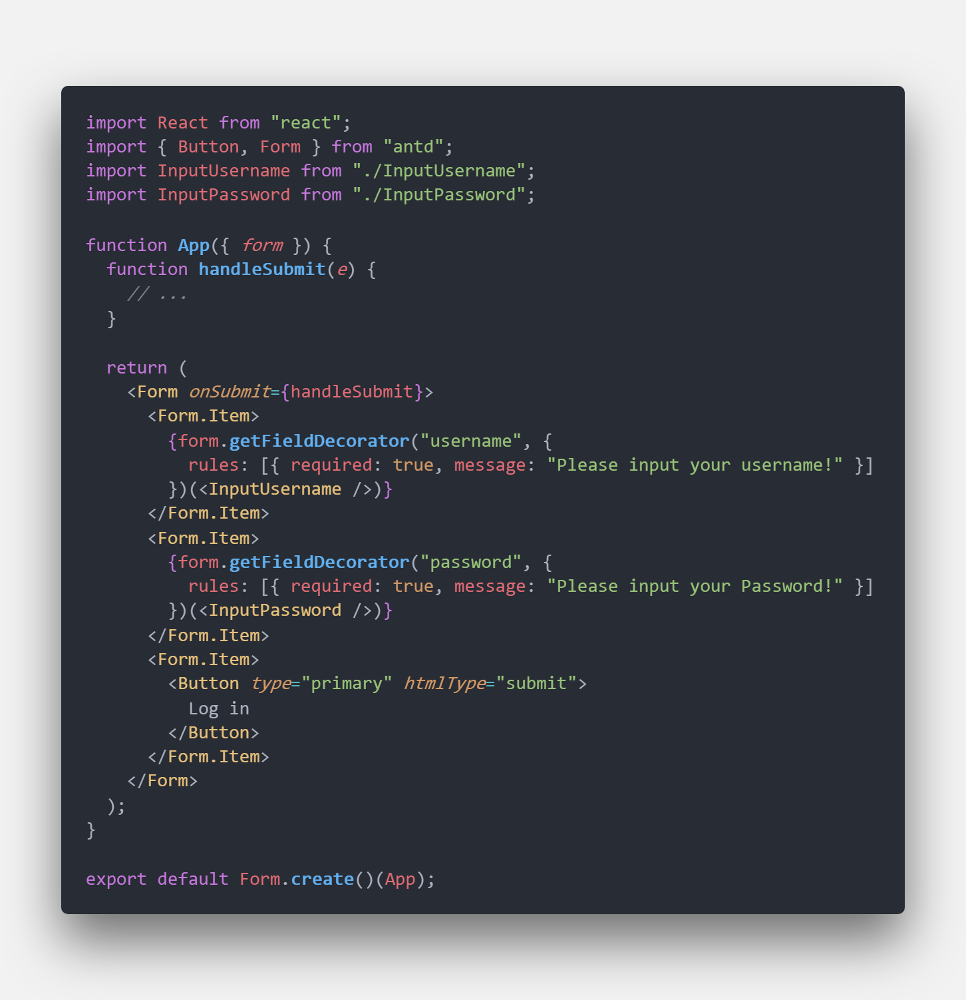 import React from "react";
import { Button, Form } from "antd";
import InputUsername from "./InputUsername";
import InputPassword from "./InputPassword";

function App({ form }) {
  function handleSubmit(e) {
    // ...
  }

  return (
    <Form onSubmit={handleSubmit}>
      <Form.Item>
        {form.getFieldDecorator("username", {
          rules: [{ required: true, message: "Please input your username!" }]
        })(<InputUsername />)}
      </Form.Item>
      <Form.Item>
        {form.getFieldDecorator("password", {
          rules: [{ required: true, message: "Please input your Password!" }]
        })(<InputPassword />)}
      </Form.Item>
      <Form.Item>
        <Button type="primary" htmlType="submit">
          Log in
        </Button>
      </Form.Item>
    </Form>
  );
}

export default Form.create()(App);